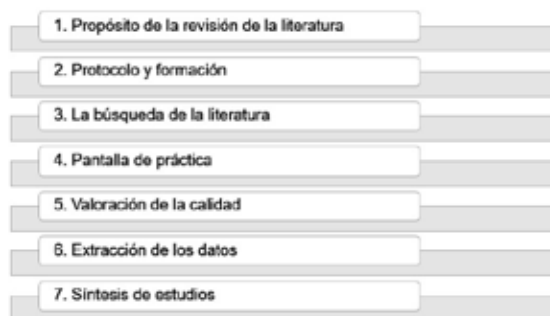 1. Propósito de la revisión de la literatura
2. Protocolo y formación
3. La búsqueda de la literatura
4. Pantalla de práctica
5. Valoración de la calidad
6. Extracción de los datos
7. Síntesis de estudios